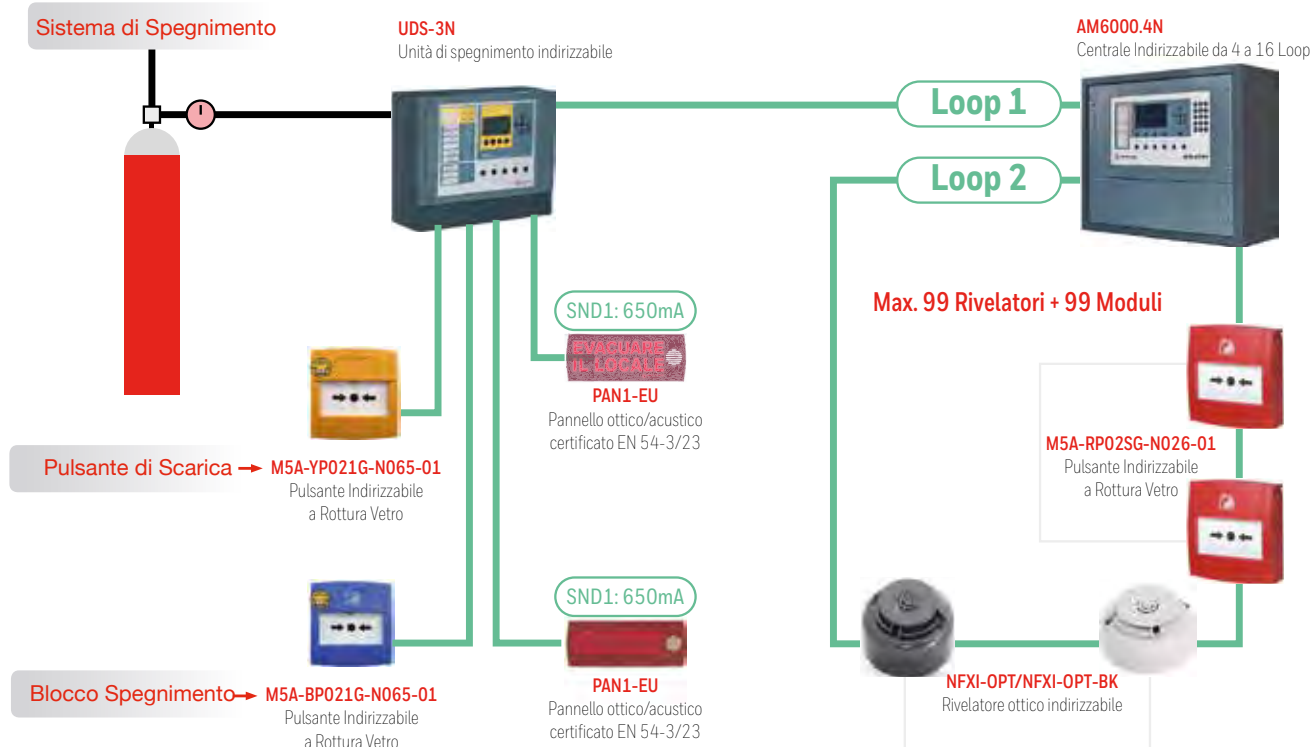 Sistema di Spegnimento
UDS-3N
Unità di spegnimento indirizzabile
AM6000.4N
Centrale Indirizzabile da 4 a 16 Loop
Loop 1
Loop 2
Max. 99 Rivelatori + 99 Moduli
SND1: 650mA
EVACUARE
IL LOCALE
PAN1-EU
Pannello ottico/acustico
certificato EN 54-3/23
Pulsante di Scarica
M5A-YP021G-N065-01
Pulsante Indirizzabile
a Rottura Vetro
M5A-RP02SG-N026-01
Pulsante Indirizzabile
a Rottura Vetro
SND1: 650mA
PAN1-EU
Pannello ottico/acustico
certificato EN 54-3/23
Blocco Spegnimento
M5A-BP021G-N065-01
Pulsante Indirizzabile
a Rottura Vetro
NFXI-OPT/NFXI-OPT-BK
Rivelatore ottico indirizzabile